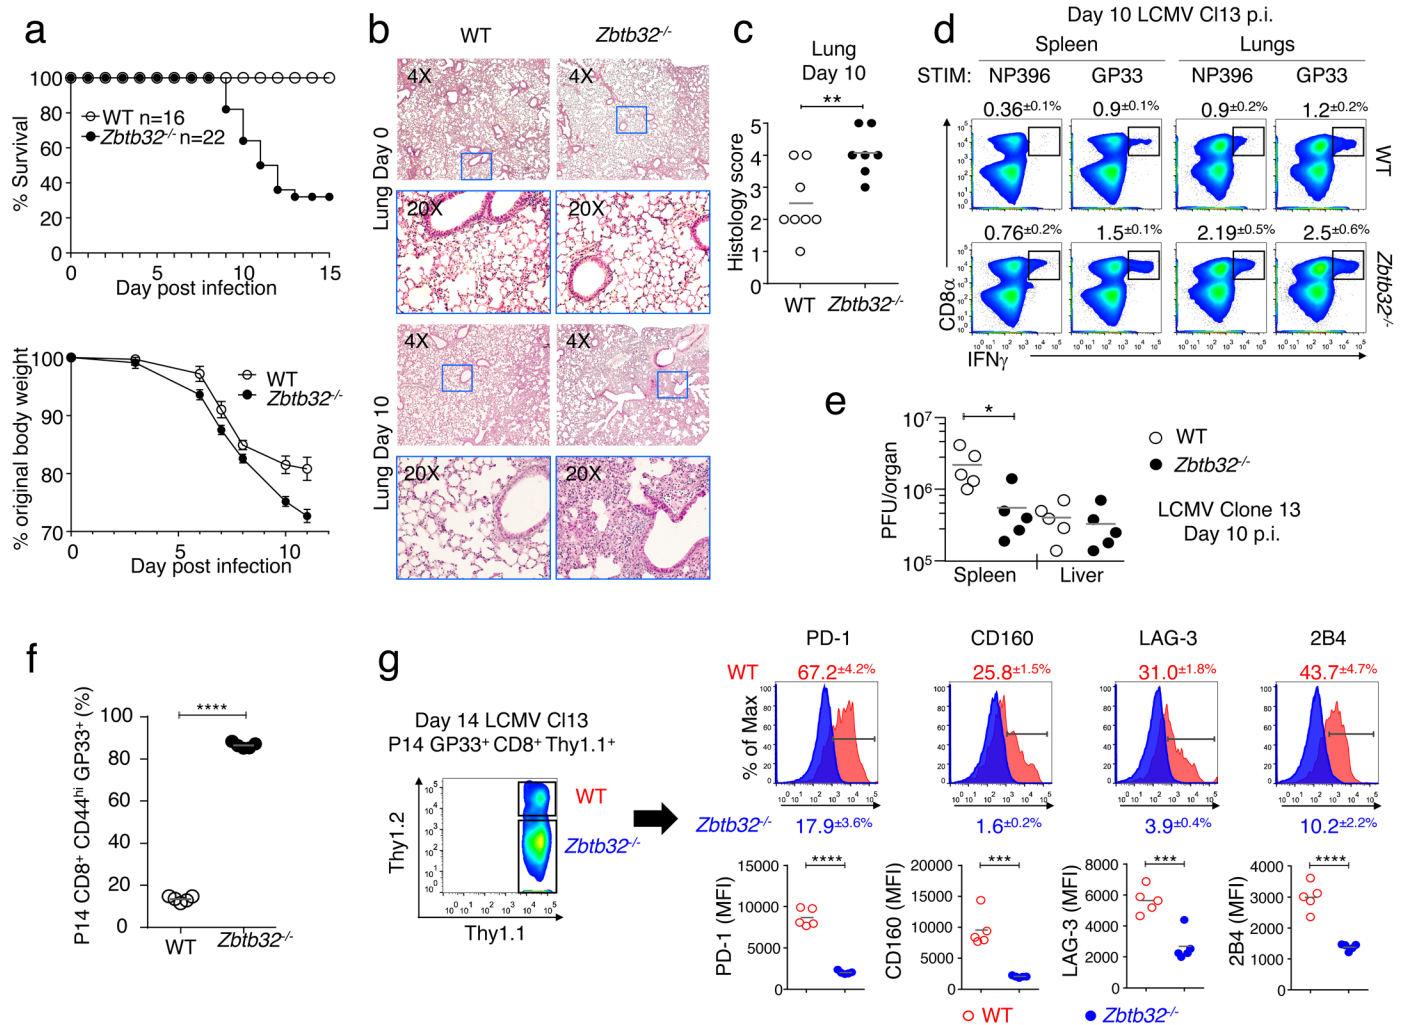 a
% Survival
100
80
60
40
20
0
WT n=16
Zbtb32-/- n=22
0 5 10 15
Day post infection
% original body weight
100
90
80
70
WT
Zbtb32-/-
0 5 10
Day post infection
b
WT Zbtb32-/-
Lung Day 0
4X 4X
20X 20X
Lung Day 10
4X 4X
20X 20X
c
Lung
Day 10
**
Histology score
5
4
3
2
1
0
WT Zbtb32-/-
d
Day 10 LCMV Cl13 p.i.
Spleen Lungs
STIM: NP396 GP33 NP396 GP33
0.36±0.1% 0.9±0.1% 0.9±0.2% 1.2±0.2%
WT
0.76±0.2% 1.5±0.1% 2.19±0.5% 2.5±0.6%
Zbtb32-/-
CD8α
IFNγ
e
PFU/organ
10⁷
10⁶
10⁵
*
Spleen Liver
WT
Zbtb32-/-
LCMV Clone 13
Day 10 p.i.
f
P14 CD8+ CD44hi GP33+ (%)
100
80
60
40
20
0
****
WT Zbtb32-/-
g
Day 14 LCMV Cl13
P14 GP33+ CD8+ Thy1.1+
Thy1.2
Thy1.1
WT
Zbtb32-/-
PD-1 CD160 LAG-3 2B4
WT 67.2±4.2% 25.8±1.5% 31.0±1.8% 43.7±4.7%
% of Max
100
80
60
40
20
0
Zbtb32-/- 17.9±3.6% 1.6±0.2% 3.9±0.4% 10.2±2.2%
PD-1 (MFI)
15000
10000
5000
0
****
CD160 (MFI)
20000
15000
10000
5000
0
***
LAG-3 (MFI)
8000
6000
4000
2000
0
***
2B4 (MFI)
4000
3000
2000
1000
0
****
WT Zbtb32-/-